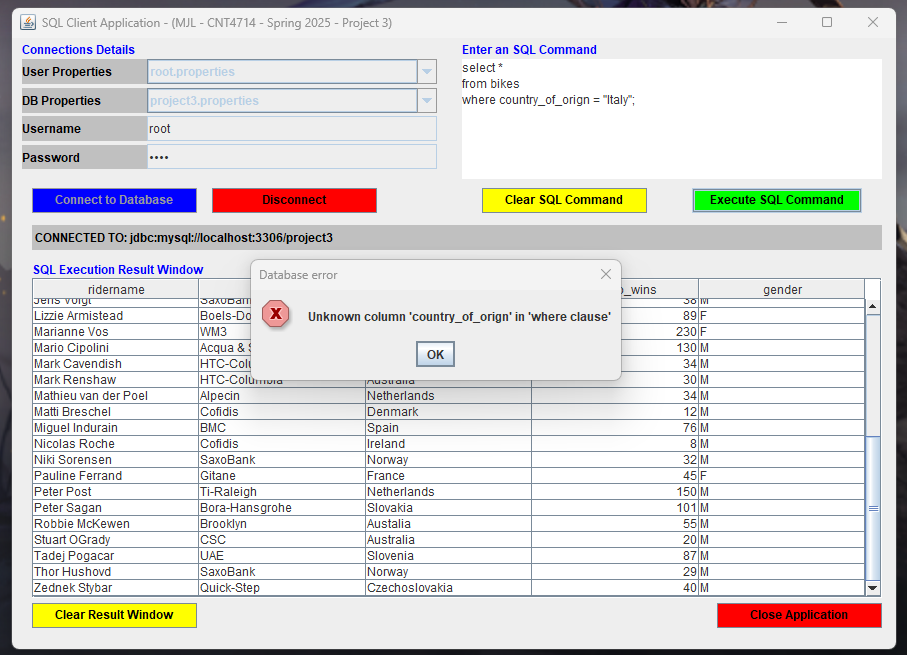 SQL Client Application - (MJL - CNT4714 - Spring 2025 - Project 3)
Connections Details
User Properties root.properties
DB Properties project3.properties
Username root
Password ••••
Connect to Database Disconnect
Enter an SQL Command
select *
from bikes
where country_of_orign = "Italy";
Clear SQL Command Execute SQL Command
CONNECTED TO: jdbc:mysql://localhost:3306/project3
SQL Execution Result Window
Database error
Unknown column 'country_of_orign' in 'where clause'
OK
ridername _wins gender
Jens Voigt SaxoBan 38 M
Lizzie Armistead Boels-Do 89 F
Marianne Vos WM3 230 F
Mario Cipolini Acqua & 130 M
Mark Cavendish HTC-Colu 34 M
Mark Renshaw HTC-Columbia Australia 30 M
Mathieu van der Poel Alpecin Netherlands 34 M
Matti Breschel Cofidis Denmark 12 M
Miguel Indurain BMC Spain 76 M
Nicolas Roche Cofidis Ireland 8 M
Niki Sorensen SaxoBank Norway 32 M
Pauline Ferrand Gitane France 45 F
Peter Post Ti-Raleigh Netherlands 150 M
Peter Sagan Bora-Hansgrohe Slovakia 101 M
Robbie McKewen Brooklyn Austalia 55 M
Stuart OGrady CSC Australia 20 M
Tadej Pogacar UAE Slovenia 87 M
Thor Hushovd SaxoBank Norway 29 M
Zednek Stybar Quick-Step Czechoslovakia 40 M
Clear Result Window Close Application